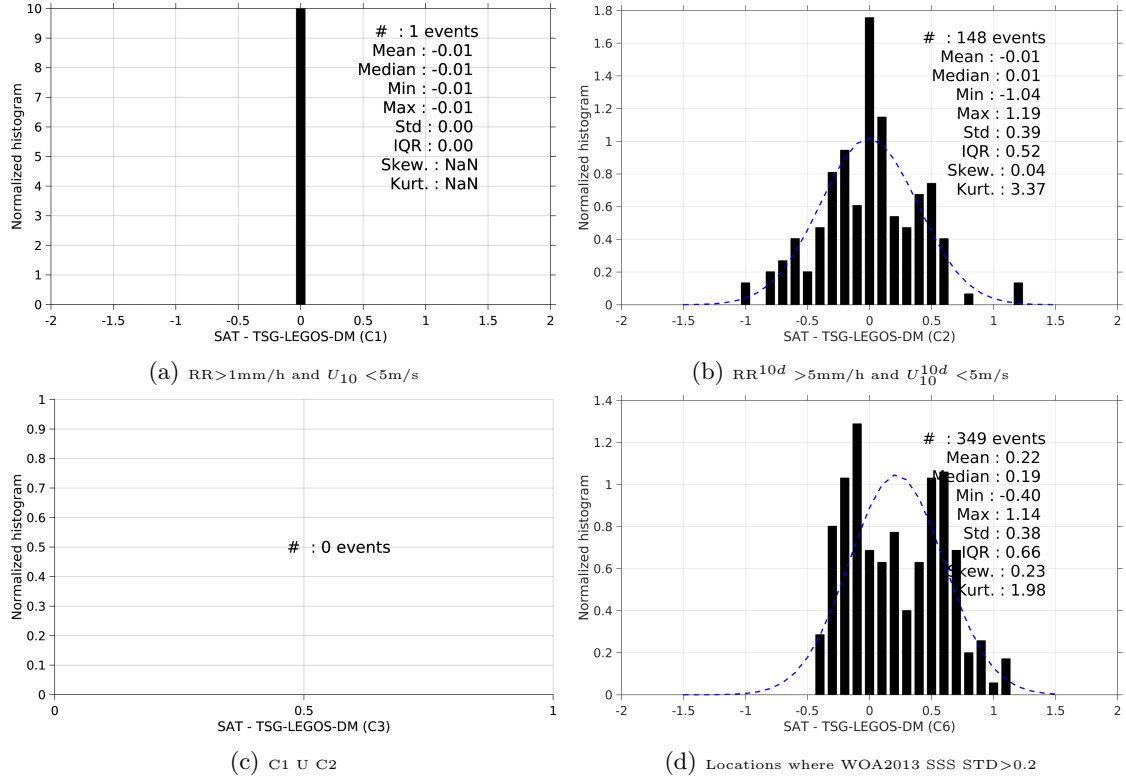 10
9
8
7
6
5
4
3
2
1
0
Normalized histogram
# : 1 events
Mean : -0.01
Median : -0.01
Min : -0.01
Max : -0.01
Std : 0.00
IQR : 0.00
Skew. : NaN
Kurt. : NaN
-2 -1.5 -1 -0.5 0 0.5 1 1.5 2
SAT - TSG-LEGOS-DM (C1)
(a) RR>1mm/h and U10 <5m/s
1.8
1.6
1.4
1.2
1
0.8
0.6
0.4
0.2
0
Normalized histogram
# : 148 events
Mean : -0.01
Median : 0.01
Min : -1.04
Max : 1.19
Std : 0.39
IQR : 0.52
Skew. : 0.04
Kurt. : 3.37
-2 -1.5 -1 -0.5 0 0.5 1 1.5 2
SAT - TSG-LEGOS-DM (C2)
(b) RR10d >5mm/h and U10d10 <5m/s
1
0.9
0.8
0.7
0.6
0.5
0.4
0.3
0.2
0.1
0
Normalized histogram
# : 0 events
0 0.5 1
SAT - TSG-LEGOS-DM (C3)
(c) C1 U C2
1.4
1.2
1
0.8
0.6
0.4
0.2
0
Normalized histogram
# : 349 events
Mean : 0.22
Median : 0.19
Min : -0.40
Max : 1.14
Std : 0.38
IQR : 0.66
Skew. : 0.23
Kurt. : 1.98
-2 -1.5 -1 -0.5 0 0.5 1 1.5 2
SAT - TSG-LEGOS-DM (C6)
(d) Locations where WOA2013 SSS STD>0.2